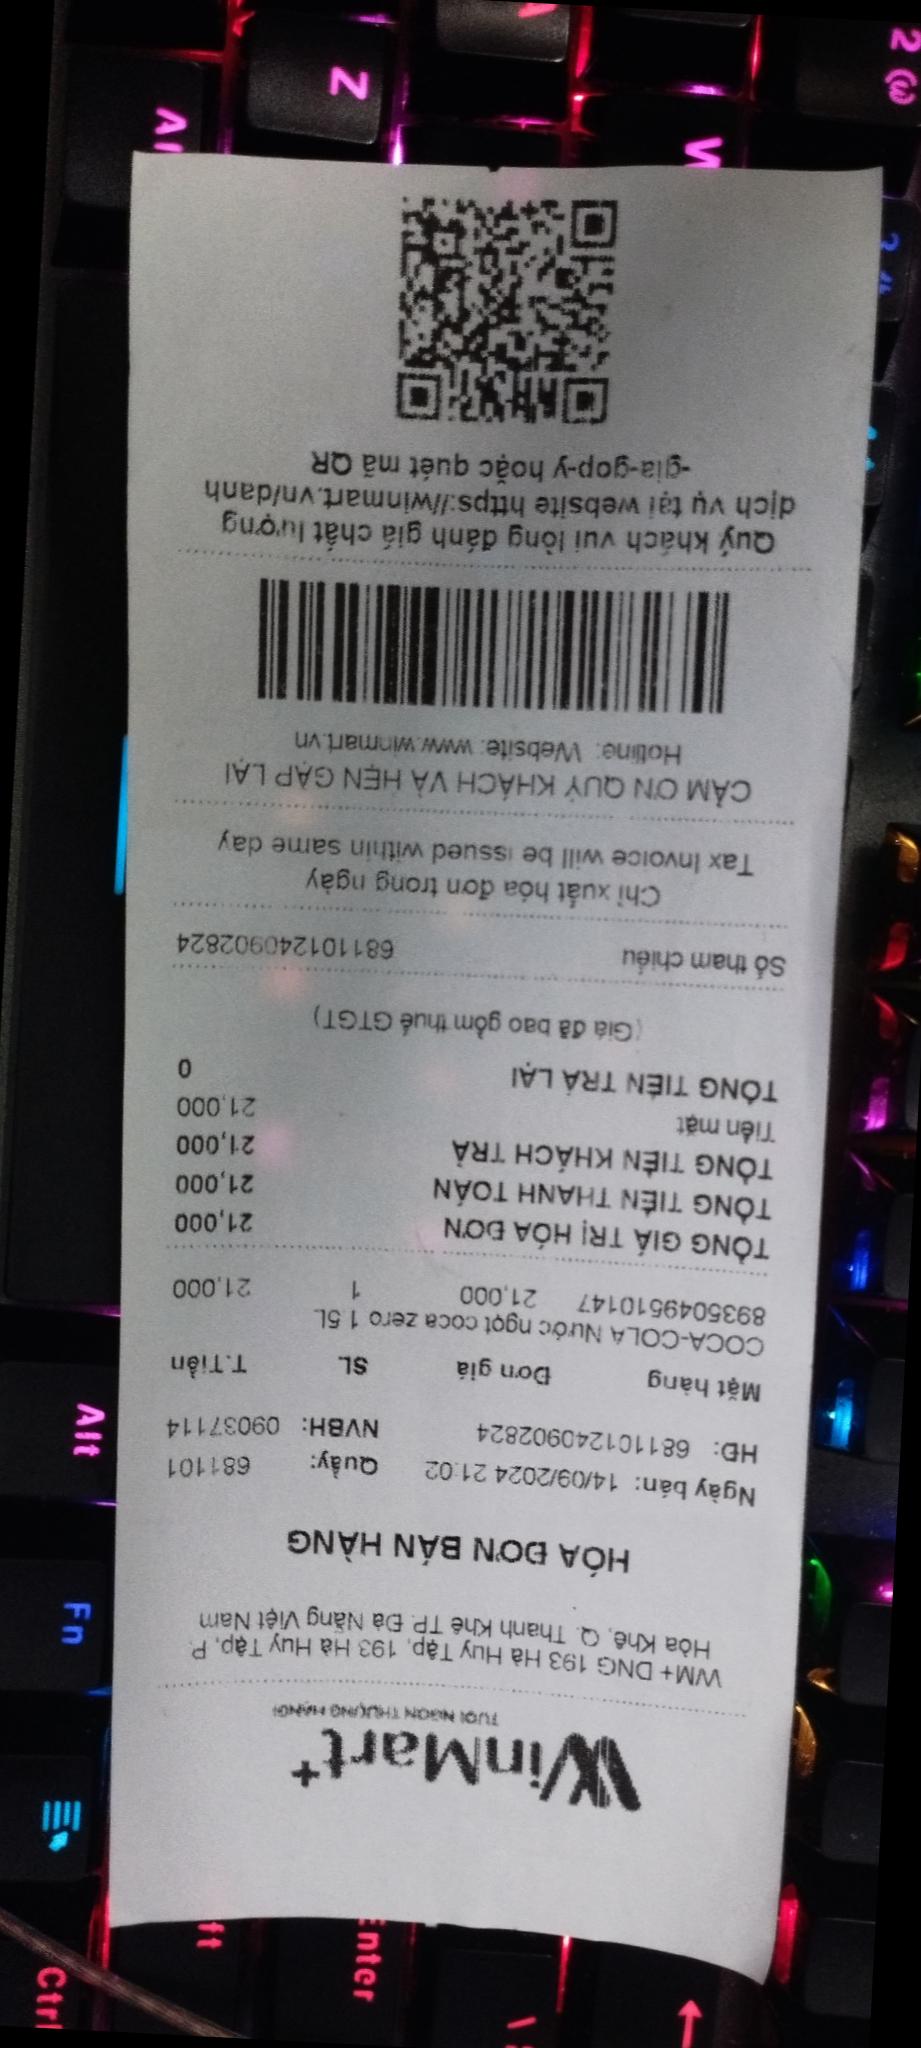 WinMart+
TƯƠI NGON THƯỢNG HẠNG
WM+ DNG 193 Hà Huy Tập, 193 Hà Huy Tập, P.
Hòa Khê, Q. Thanh Khê TP. Đà Nẵng Việt Nam
HÓA ĐƠN BÁN HÀNG
Ngày bán: 14/09/2024 21:02 Quầy: 681101
HĐ: 681101240902824 NVBH: 09037114
Mặt hàng Đơn giá SL T.Tiền
COCA-COLA Nước ngọt coca zero 1.5L
8935049510147 21,000 1 21,000
TỔNG GIÁ TRỊ HÓA ĐƠN 21,000
TỔNG TIỀN THANH TOÁN 21,000
TỔNG TIỀN KHÁCH TRẢ 21,000
Tiền mặt 21,000
TỔNG TIỀN TRẢ LẠI 0
(Giá đã bao gồm thuế GTGT)
Số tham chiếu 681101240902824
Chỉ xuất hóa đơn trong ngày
Tax Invoice will be issued within same day
CẢM ƠN QUÝ KHÁCH VÀ HẸN GẶP LẠI
Hotline: Website: www.winmart.vn
Quý khách vui lòng đánh giá chất lượng
dịch vụ tại website https://winmart.vn/danh
-gia-gop-y hoặc quét mã QR
Z
2
Alt
Fn
Enter
Ctrl